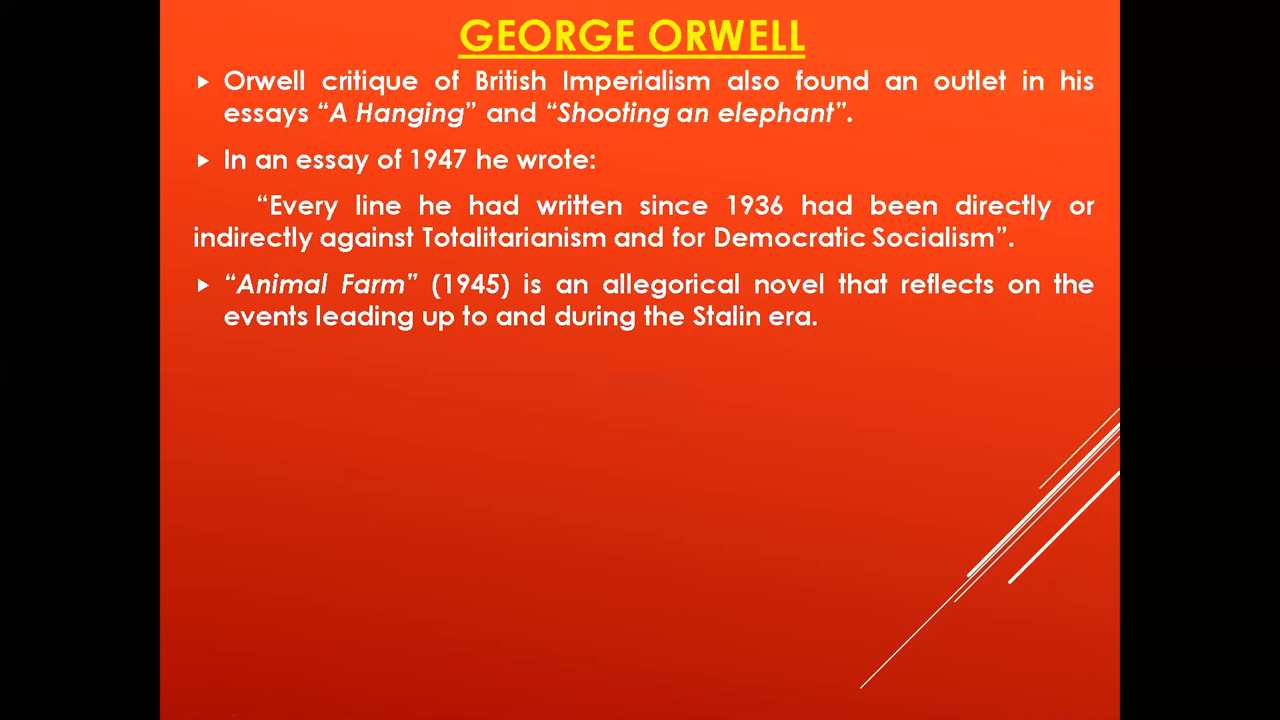 GEORGE ORWELL
Orwell critique of British Imperialism also found an outlet in his
essays “A Hanging” and “Shooting an elephant”.
In an essay of 1947 he wrote:
“Every line he had written since 1936 had been directly or
indirectly against Totalitarianism and for Democratic Socialism”.
“Animal Farm” (1945) is an allegorical novel that reflects on the
events leading up to and during the Stalin era.